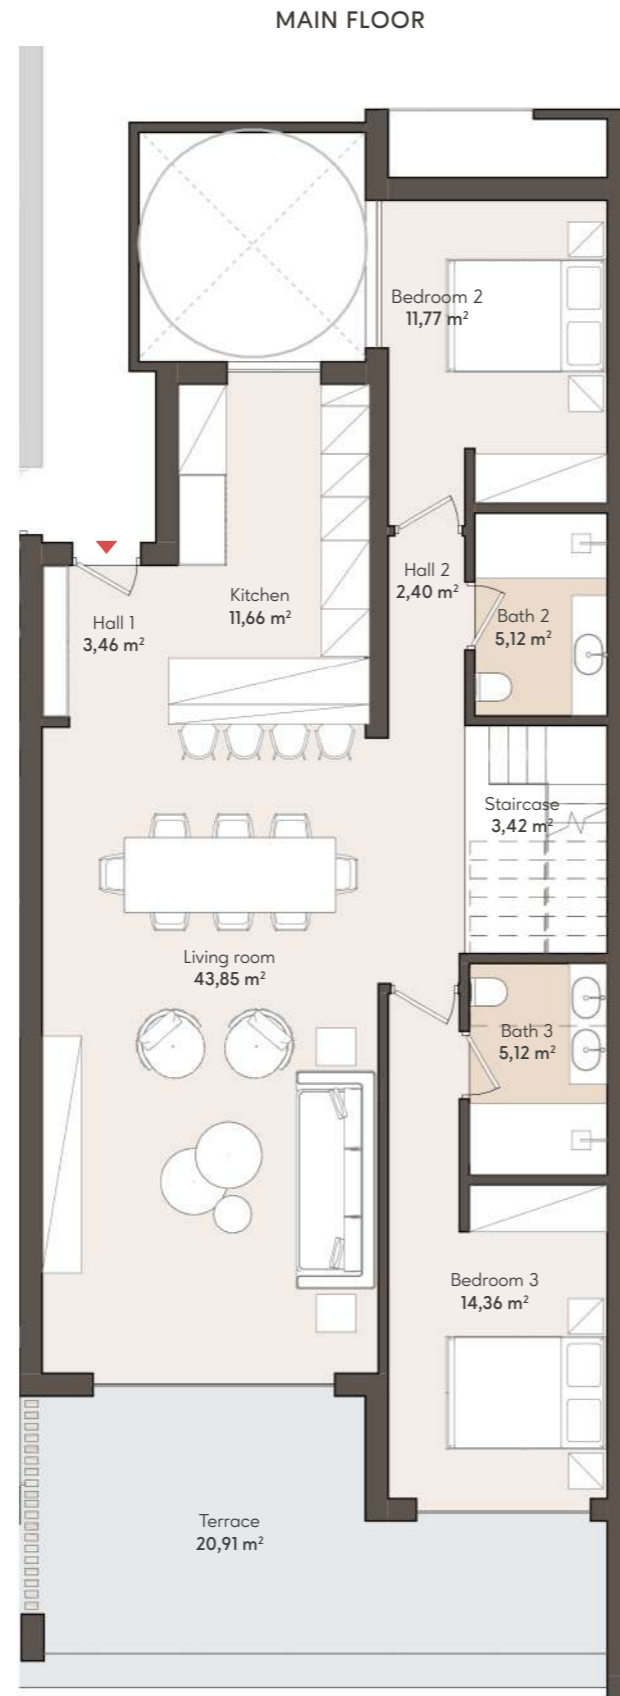 MAIN FLOOR
Bedroom 2
11,77 m²
Kitchen
11,66 m²
Hall 2
2,40 m²
Hall 1
3,46 m²
Bath 2
5,12 m²
Staircase
3,42 m²
Living room
43,85 m²
Bath 3
5,12 m²
Bedroom 3
14,36 m²
Terrace
20,91 m²